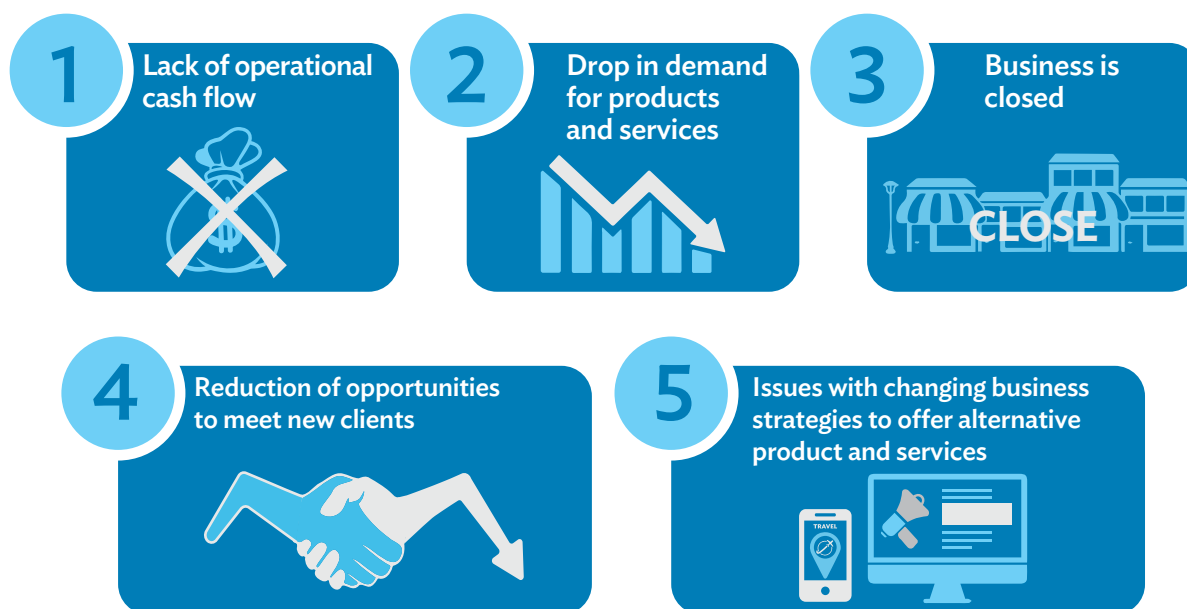 1
Lack of operational
cash flow
$
2
Drop in demand
for products
and services
3
Business is
closed
CLOSE
4
Reduction of opportunities
to meet new clients
5
Issues with changing business
strategies to offer alternative
product and services
TRAVEL